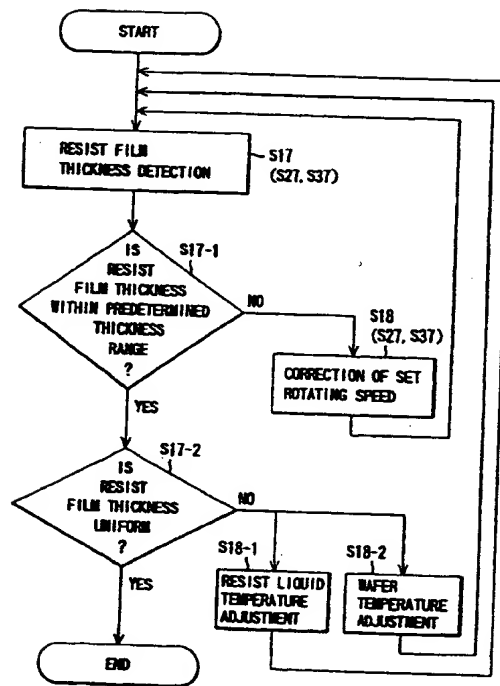 START
RESIST FILM
THICKNESS DETECTION
S17
(S27, S37)
S17-1
IS
RESIST
FILM THICKNESS
WITHIN PREDETERMINED
THICKNESS
RANGE
?
NO
S18
(S27, S37)
CORRECTION OF SET
ROTATING SPEED
YES
S17-2
IS
RESIST
FILM THICKNESS
UNIFORM
?
NO
S18-1
RESIST LIQUID
TEMPERATURE
ADJUSTMENT
S18-2
WAFER
TEMPERATURE
ADJUSTMENT
YES
END